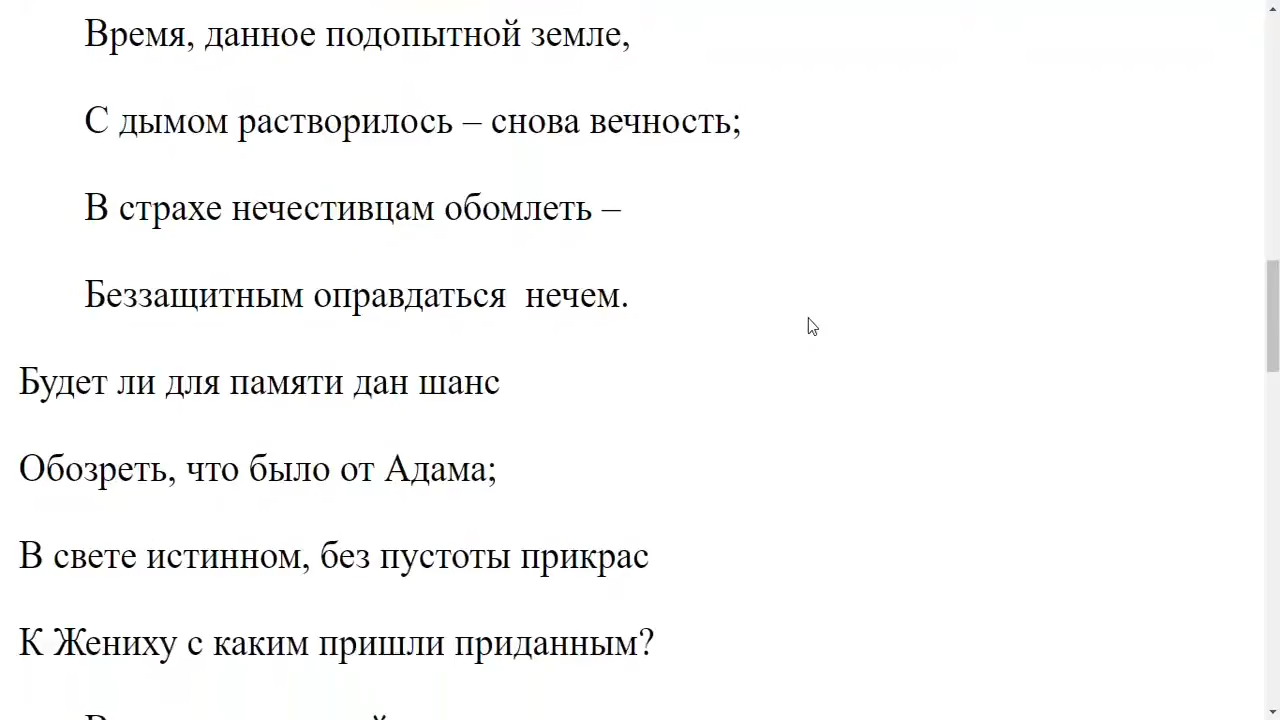 Время, данное подопытной земле,
С дымом растворилось – снова вечность;
В страхе нечестивцам обомлеть –
Беззащитным оправдаться  нечем.
Будет ли для памяти дан шанс
Обозреть, что было от Адама;
В свете истинном, без пустоты прикрас
К Жениху с каким пришли приданным?